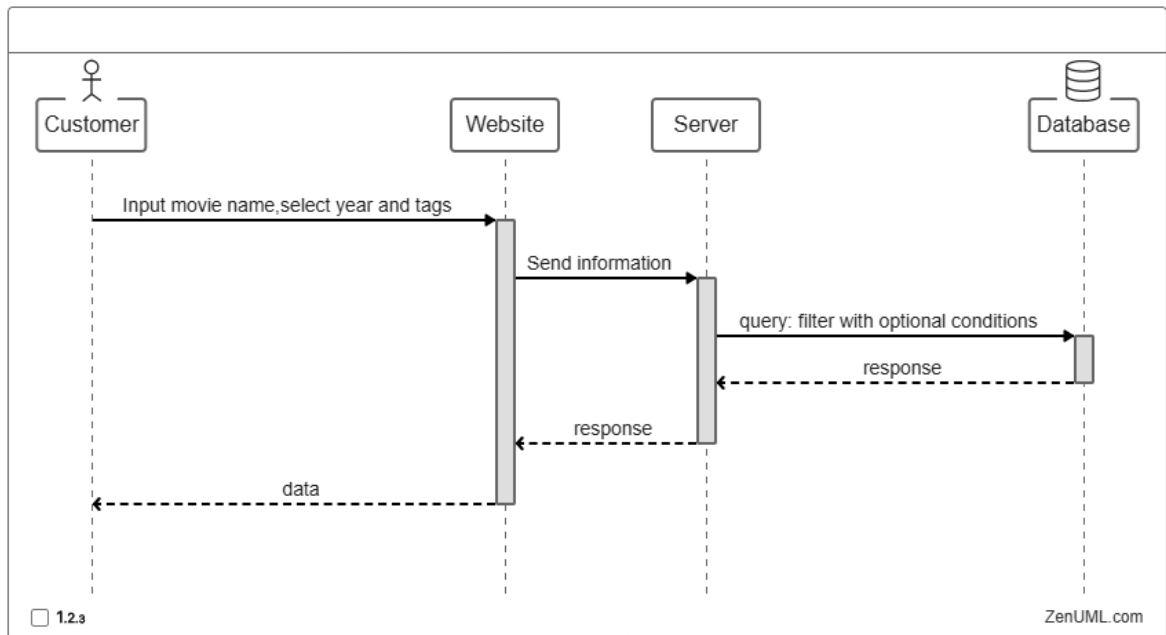 Customer
Website
Server
Database
Input movie name,select year and tags
Send information
query: filter with optional conditions
response
response
data
1.2.3
ZenUML.com